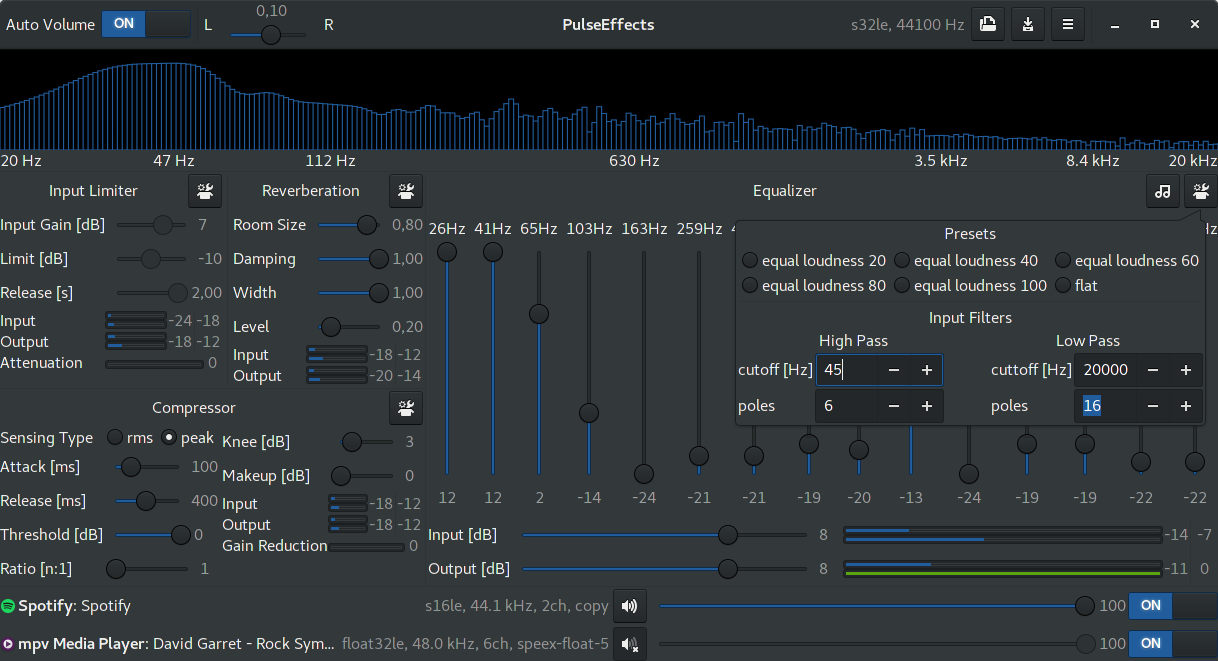 Auto Volume ON L 0,10 R PulseEffects s32le, 44100 Hz
20 Hz 47 Hz 112 Hz 630 Hz 3.5 kHz 8.4 kHz 20 kHz
Input Limiter
Input Gain [dB] 7
Limit [dB] -10
Release [s] 2,00
Input -24 -18
Output -18 -12
Attenuation 0
Reverberation
Room Size 0,80
Damping 1,00
Width 1,00
Level 0,20
Input -18 -12
Output -20 -14
Compressor
Sensing Type rms peak
Attack [ms] 100
Release [ms] 400
Threshold [dB] 0
Ratio [n:1] 1
Knee [dB] 3
Makeup [dB] 0
Input -18 -12
Output -18 -12
Gain Reduction 0
Equalizer
26Hz 41Hz 65Hz 103Hz 163Hz 259Hz
Presets
equal loudness 20 equal loudness 40 equal loudness 60
equal loudness 80 equal loudness 100 flat
Input Filters
High Pass Low Pass
cutoff [Hz] 45 − + cuttoff [Hz] 20000 − +
poles 6 − + poles 16 − +
12 12 2 -14 -24 -21 -21 -19 -20 -13 -24 -19 -19 -22 -22
Input [dB] 8 -14 -7
Output [dB] 8 -11 0
Spotify: Spotify s16le, 44.1 kHz, 2ch, copy 100 ON
mpv Media Player: David Garret - Rock Sym... float32le, 48.0 kHz, 6ch, speex-float-5 100 ON